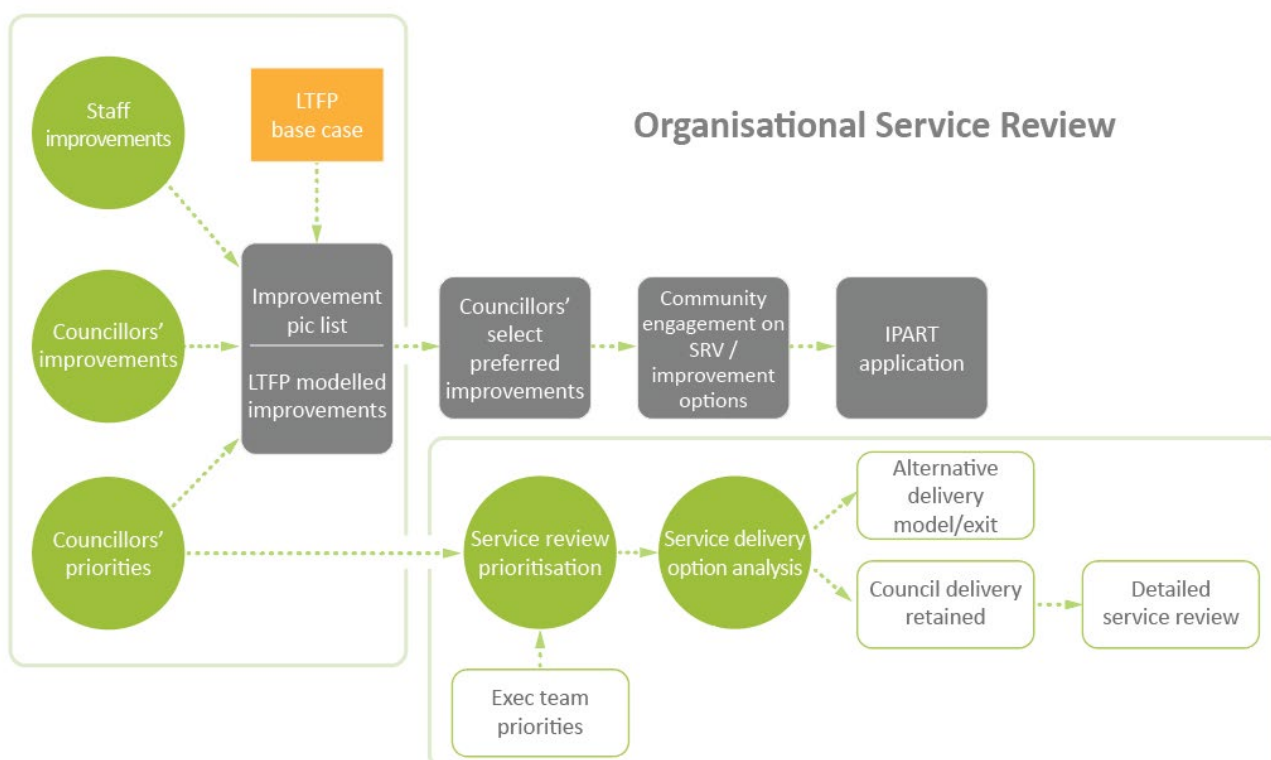 Organisational Service Review
Staff
improvements
LTFP
base case
Councillors’
improvements
Improvement
pic list
LTFP modelled
improvements
Councillors’
select
preferred
improvements
Community
engagement on
SRV /
improvement
options
IPART
application
Councillors’
priorities
Service review
prioritisation
Service delivery
option analysis
Alternative
delivery
model/exit
Council delivery
retained
Detailed
service review
Exec team
priorities